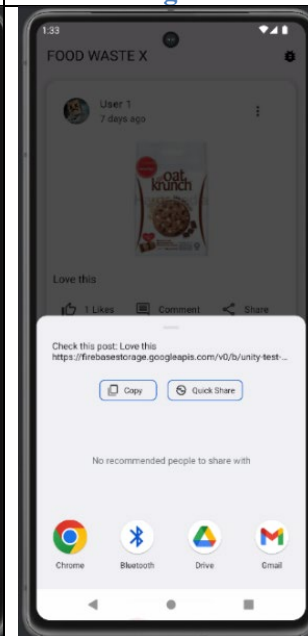 1:33
FOOD WASTE X
User 1
7 days ago
oat
krunch
Love this
1 Likes Comment Share
Check this post: Love this
https://firebasestorage.googleapis.com/v0/b/unity-test-...
Copy Quick Share
No recommended people to share with
Chrome Bluetooth Drive Gmail